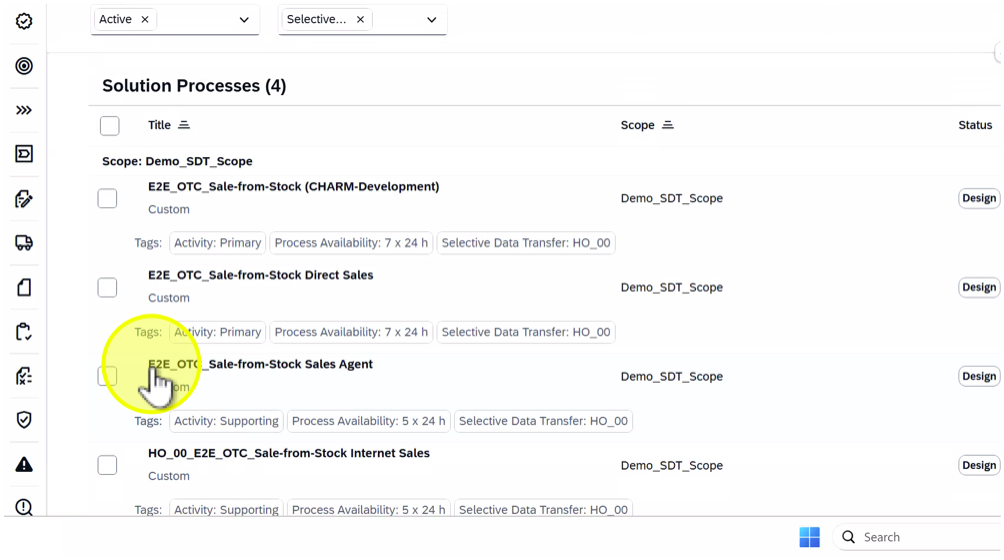 Active × Selective... ×
Solution Processes (4)
Title Scope Status
Scope: Demo_SDT_Scope
E2E_OTC_Sale-from-Stock (CHARM-Development) Demo_SDT_Scope Design
Custom
Tags: Activity: Primary Process Availability: 7 x 24 h Selective Data Transfer: HO_00
E2E_OTC_Sale-from-Stock Direct Sales Demo_SDT_Scope Design
Custom
Tags: Activity: Primary Process Availability: 7 x 24 h Selective Data Transfer: HO_00
E2E_OTC_Sale-from-Stock Sales Agent Demo_SDT_Scope Design
Custom
Tags: Activity: Supporting Process Availability: 5 x 24 h Selective Data Transfer: HO_00
HO_00_E2E_OTC_Sale-from-Stock Internet Sales Demo_SDT_Scope Design
Custom
Tags: Activity: Supporting Process Availability: 5 x 24 h Selective Data Transfer: HO_00
Search